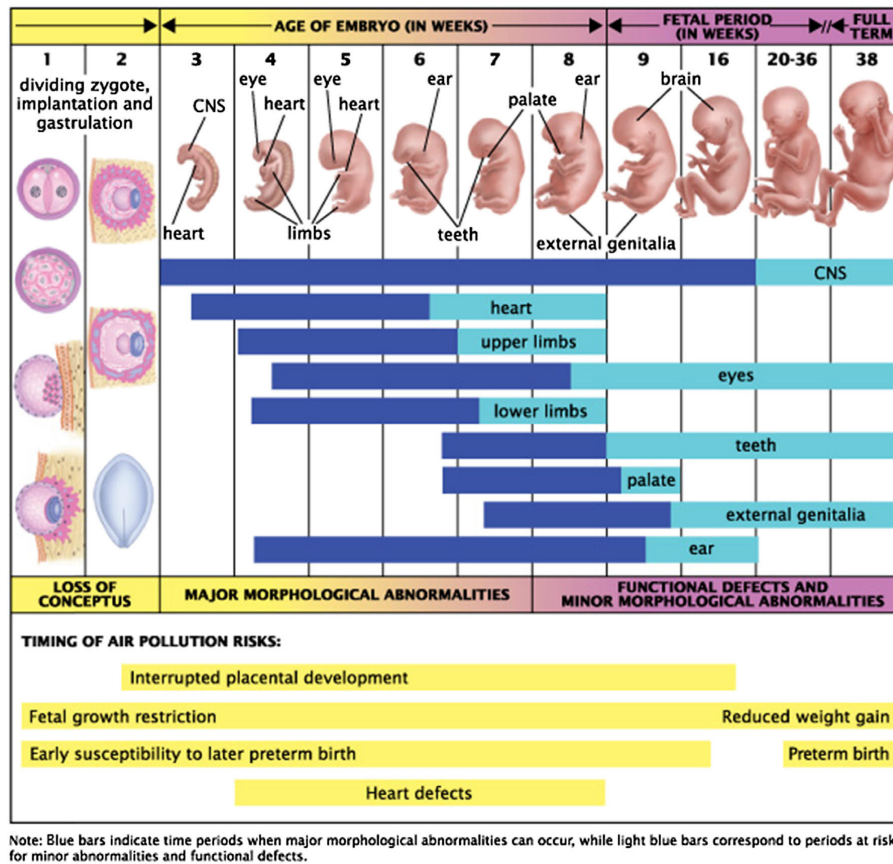 AGE OF EMBRYO (IN WEEKS)
FETAL PERIOD
(IN WEEKS)
FULL
TERM
1 2 3 4 5 6 7 8 9 16 20-36 38
dividing zygote,
implantation and
gastrulation
CNS
heart
eye
heart
limbs
eye
heart
ear
teeth
palate
ear
external genitalia
brain
CNS
heart
upper limbs
eyes
lower limbs
teeth
palate
external genitalia
ear
LOSS OF
CONCEPTUS
MAJOR MORPHOLOGICAL ABNORMALITIES
FUNCTIONAL DEFECTS AND
MINOR MORPHOLOGICAL ABNORMALITIES
TIMING OF AIR POLLUTION RISKS:
Interrupted placental development
Fetal growth restriction Reduced weight gain
Early susceptibility to later preterm birth Preterm birth
Heart defects
Note: Blue bars indicate time periods when major morphological abnormalities can occur, while light blue bars correspond to periods at risk
for minor abnormalities and functional defects.